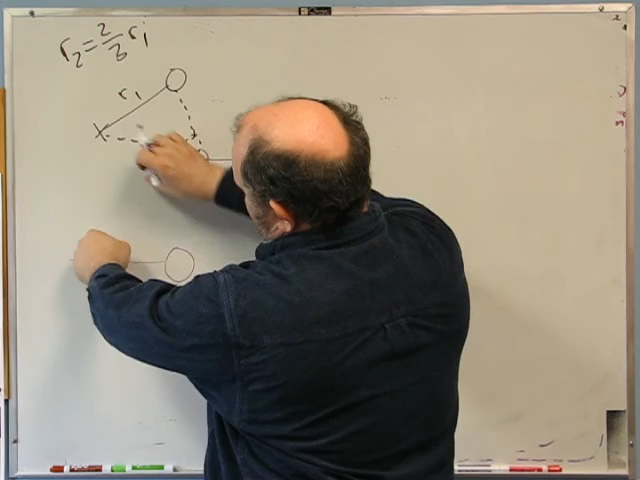 r₂ = 2/3 r₁
r₁